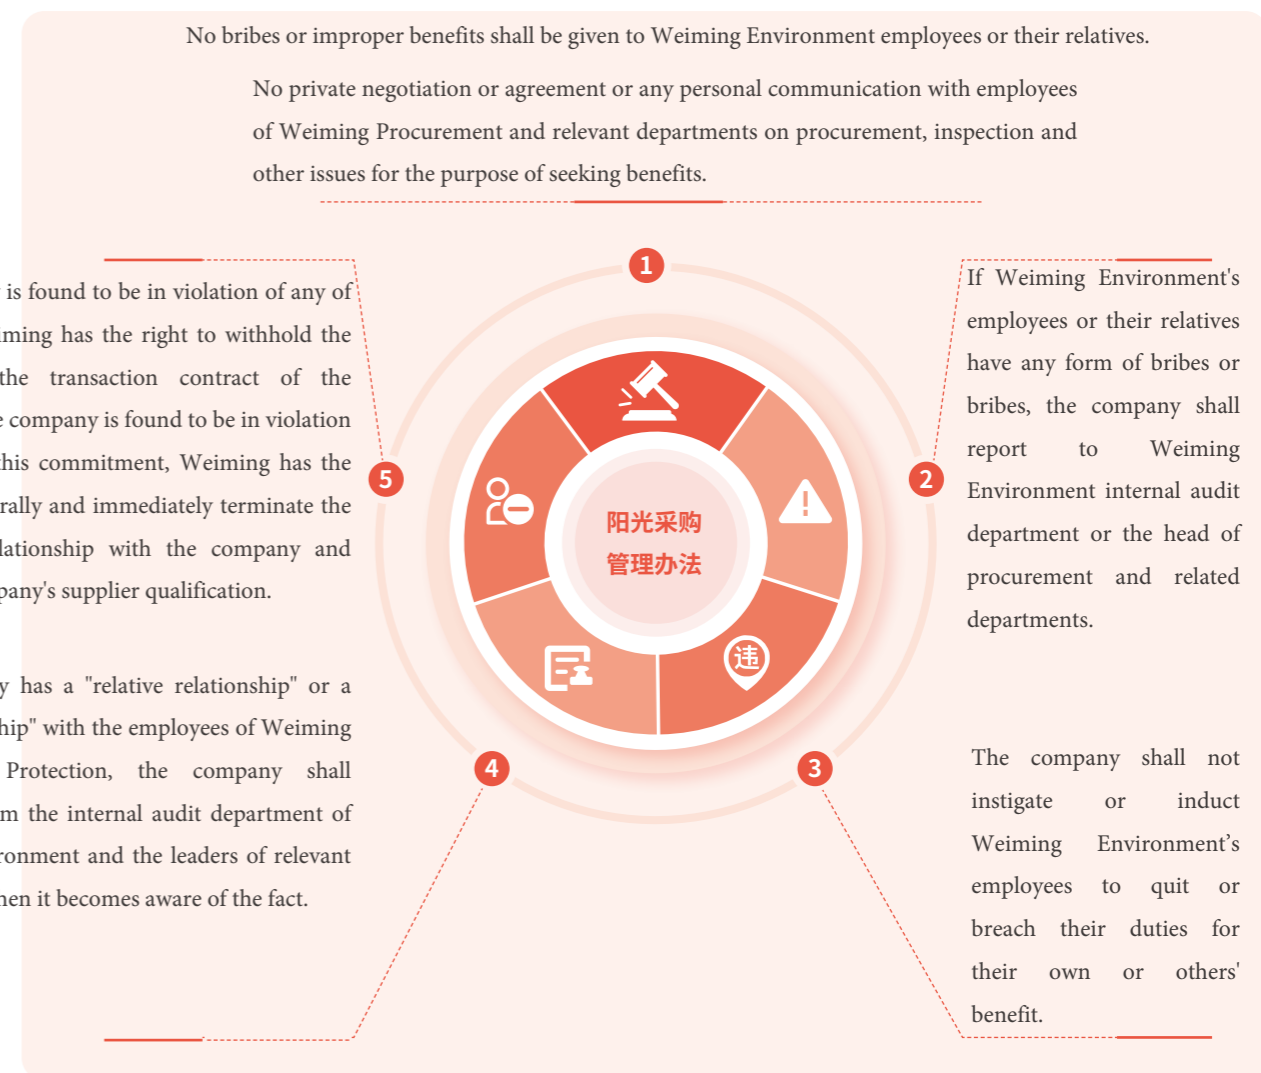 No bribes or improper benefits shall be given to Weiming Environment employees or their relatives.
No private negotiation or agreement or any personal communication with employees
of Weiming Procurement and relevant departments on procurement, inspection and
other issues for the purpose of seeking benefits.
1
If Weiming Environment's
employees or their relatives
have any form of bribes or
bribes, the company shall
report to Weiming
Environment internal audit
department or the head of
procurement and related
departments.
2
The company shall not
instigate or induct
Weiming Environment’s
employees to quit or
breach their duties for
their own or others'
benefit.
3
is found to be in violation of any of
has the right to withhold the
the transaction contract of the
company is found to be in violation
this commitment, Weiming has the
and immediately terminate the
relationship with the company and
supplier qualification.
5
has a "relative relationship" or a
with the employees of Weiming
Protection, the company shall
the internal audit department of
and the leaders of relevant
it becomes aware of the fact.
4
阳光采购
管理办法
违